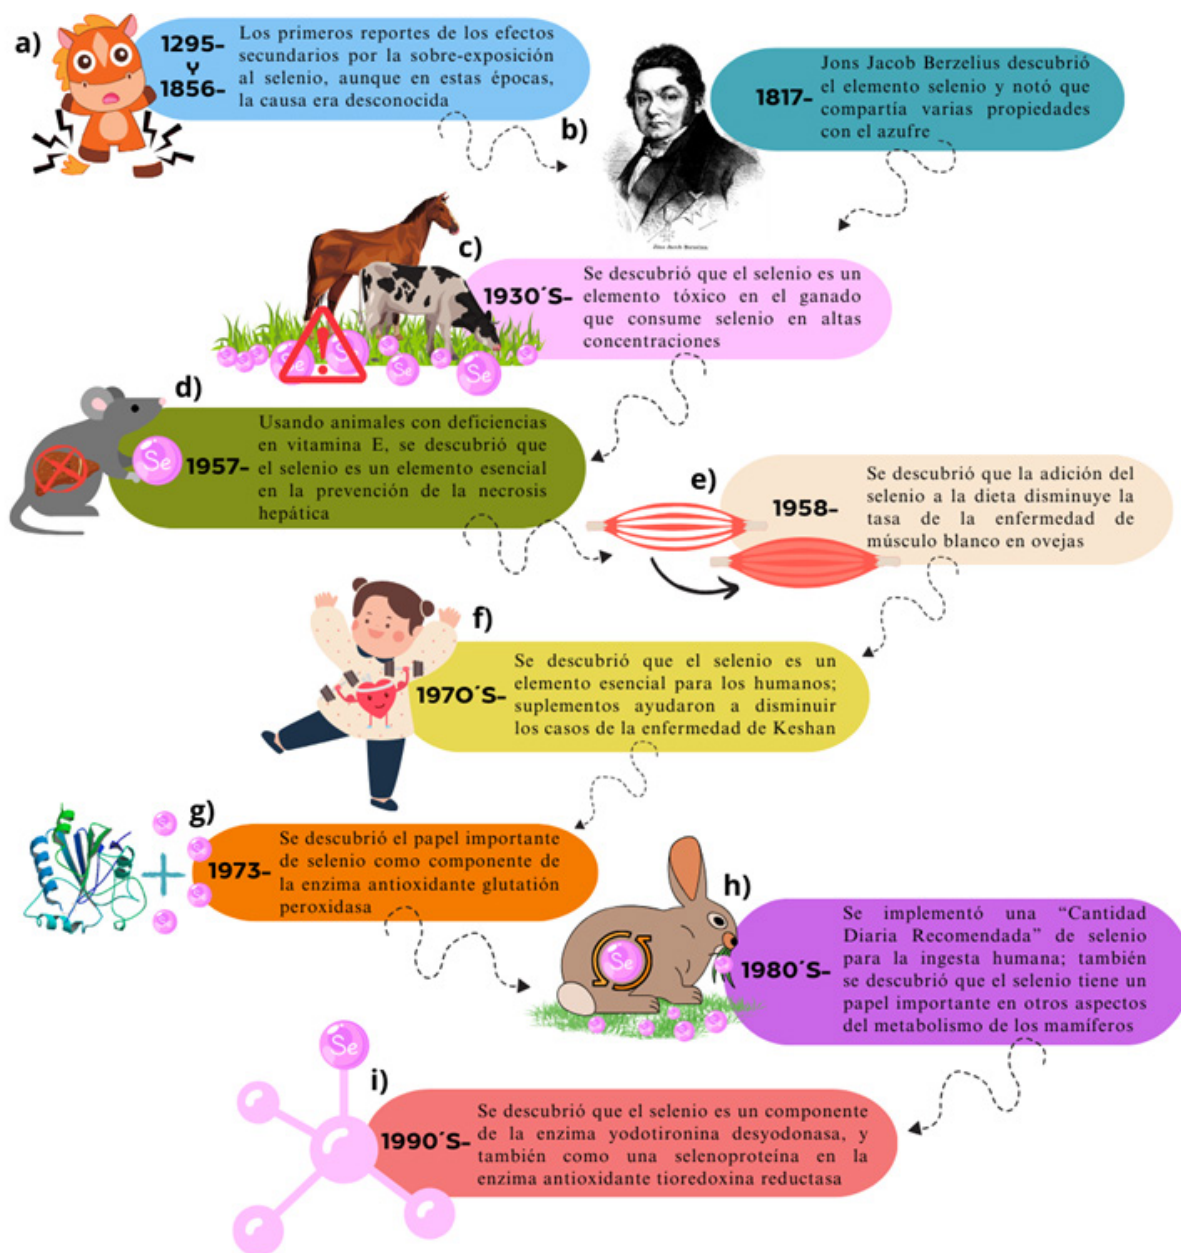 a)
1295-
Y
1856-
Los primeros reportes de los efectos
secundarios por la sobre-exposición
al selenio, aunque en estas épocas,
la causa era desconocida
b)
Jons Jacob Berzelius
1817-
Jons Jacob Berzelius descubrió
el elemento selenio y notó que
compartía varias propiedades
con el azufre
c)
Se
Se
Se
Se
1930´S-
Se descubrió que el selenio es un
elemento tóxico en el ganado
que consume selenio en altas
concentraciones
d)
Se
1957-
Usando animales con deficiencias
en vitamina E, se descubrió que
el selenio es un elemento esencial
en la prevención de la necrosis
hepática
e)
1958-
Se descubrió que la adición del
selenio a la dieta disminuye la
tasa de la enfermedad de
músculo blanco en ovejas
f)
1970´S-
Se descubrió que el selenio es un
elemento esencial para los humanos;
suplementos ayudaron a disminuir
los casos de la enfermedad de Keshan
g)
1973-
Se descubrió el papel importante
de selenio como componente de
la enzima antioxidante glutatión
peroxidasa
h)
Se
1980´S-
Se implementó una “Cantidad
Diaria Recomendada” de selenio
para la ingesta humana; también
se descubrió que el selenio tiene un
papel importante en otros aspectos
del metabolismo de los mamíferos
Se
i)
1990´S-
Se descubrió que el selenio es un componente
de la enzima yodotironina desyodonasa, y
también como una selenoproteína en la
enzima antioxidante tioredoxina reductasa